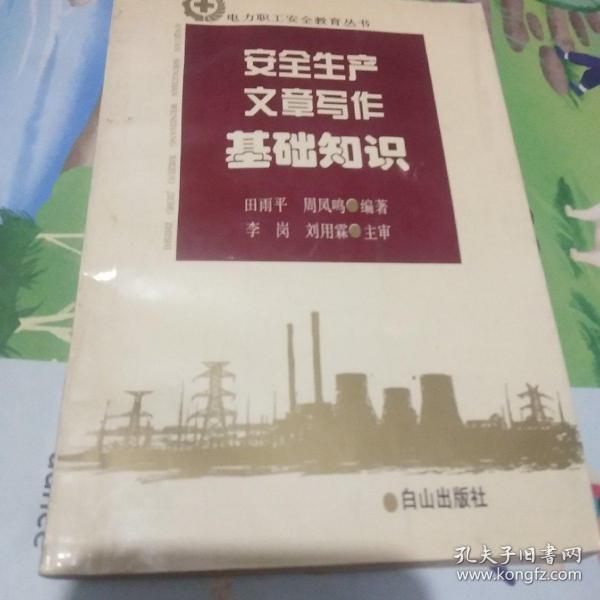 电力职工安全教育丛书
安全生产
文章写作
基础知识
田雨平 周凤鸣 编著
李岗 刘用霖 主审
白山出版社
孔夫子旧书网
www.kongfz.com